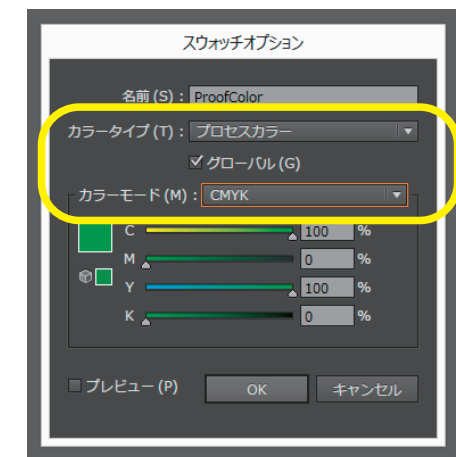 スウォッチオプション
名前 (S) : ProofColor
カラータイプ (T) : プロセスカラー
グローバル (G)
カラーモード (M) : CMYK
C 100 %
M 0 %
Y 100 %
K 0 %
プレビュー (P) OK キャンセル